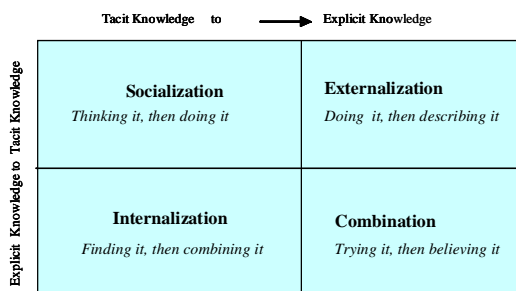 Tacit Knowledge to Explicit Knowledge
Explicit Knowledge to Tacit Knowledge
Socialization
Thinking it, then doing it
Externalization
Doing it, then describing it
Internalization
Finding it, then combining it
Combination
Trying it, then believing it